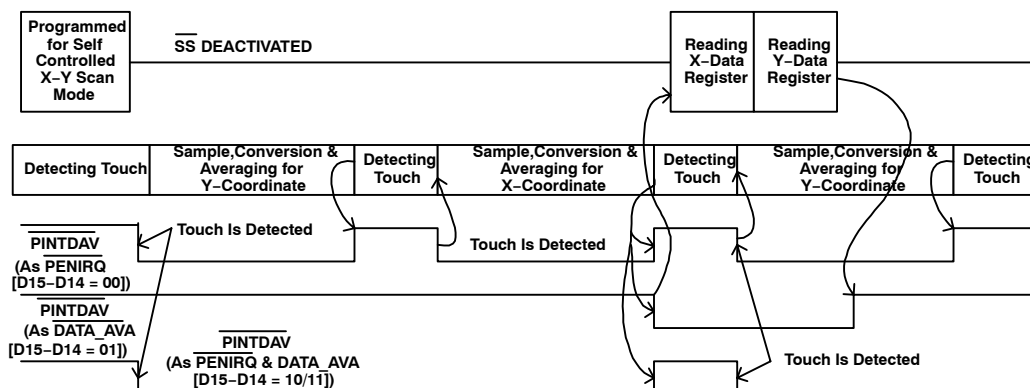 Programmed
for Self
Controlled
X−Y Scan
Mode
SS DEACTIVATED
Reading
X−Data
Register
Reading
Y−Data
Register
Detecting Touch
Sample,Conversion &
Averaging for
Y−Coordinate
Detecting
Touch
Sample,Conversion &
Averaging for
X−Coordinate
Detecting
Touch
Sample,Conversion &
Averaging for
Y−Coordinate
Detecting
Touch
PINTDAV
(As PENIRQ
[D15−D14 = 00])
Touch Is Detected
Touch Is Detected
PINTDAV
(As DATA_AVA
[D15−D14 = 01])
PINTDAV
(As PENIRQ & DATA_AVA
[D15−D14 = 10/11])
Touch Is Detected